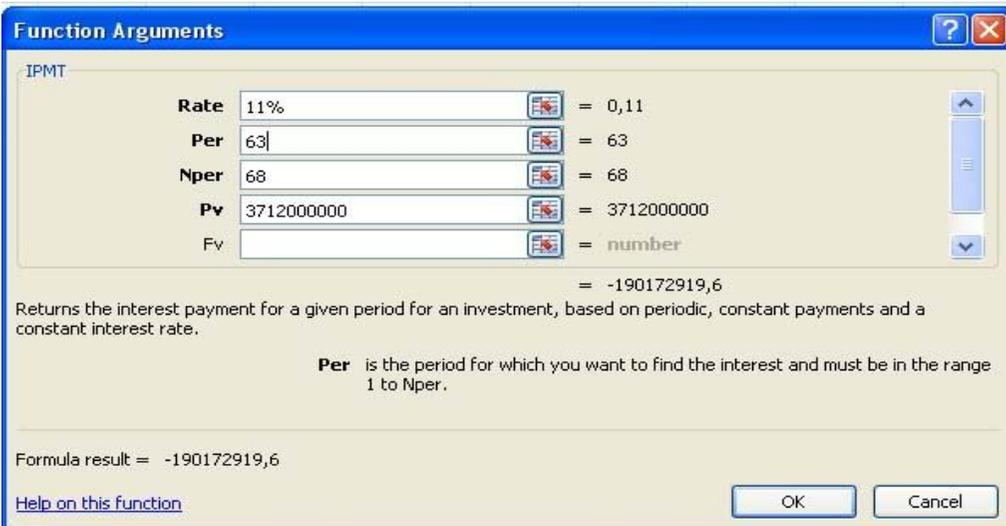 Function Arguments
IPMT
Rate 11% = 0,11
Per 63 = 63
Nper 68 = 68
Pv 3712000000 = 3712000000
Fv = number
= -190172919,6
Returns the interest payment for a given period for an investment, based on periodic, constant payments and a
constant interest rate.
Per is the period for which you want to find the interest and must be in the range
1 to Nper.
Formula result = -190172919,6
Help on this function OK Cancel